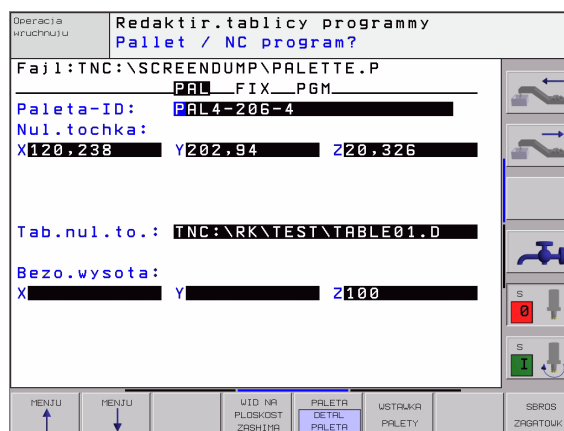 Operacja
wruchnuju
Redaktir.tablicy programmy
Pallet / NC program?
Fajl:TNC:\SCREENDUMP\PALETTE.P
PAL FIX PGM
Paleta-ID: PAL4-206-4
Nul.tochka:
X120,238 Y202,94 Z20,326
Tab.nul.to.: TNC:\RK\TEST\TABLE01.D
Bezo.wysota:
X Y Z100
S
0
S
I
MENJU MENJU WID NA PLOSKOST ZASHIMA PALETA DETAL PALETA WSTAWKA PALETY SBROS ZAGATOWK